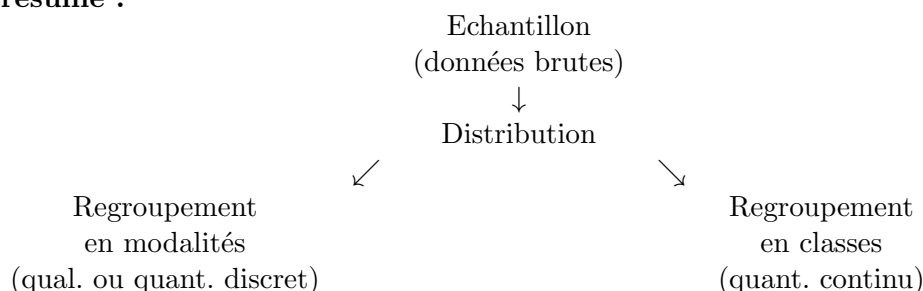 résumé :
Echantillon
(données brutes)
↓
Distribution
↙ ↘
Regroupement
en modalités
(qual. ou quant. discret)
Regroupement
en classes
(quant. continu)